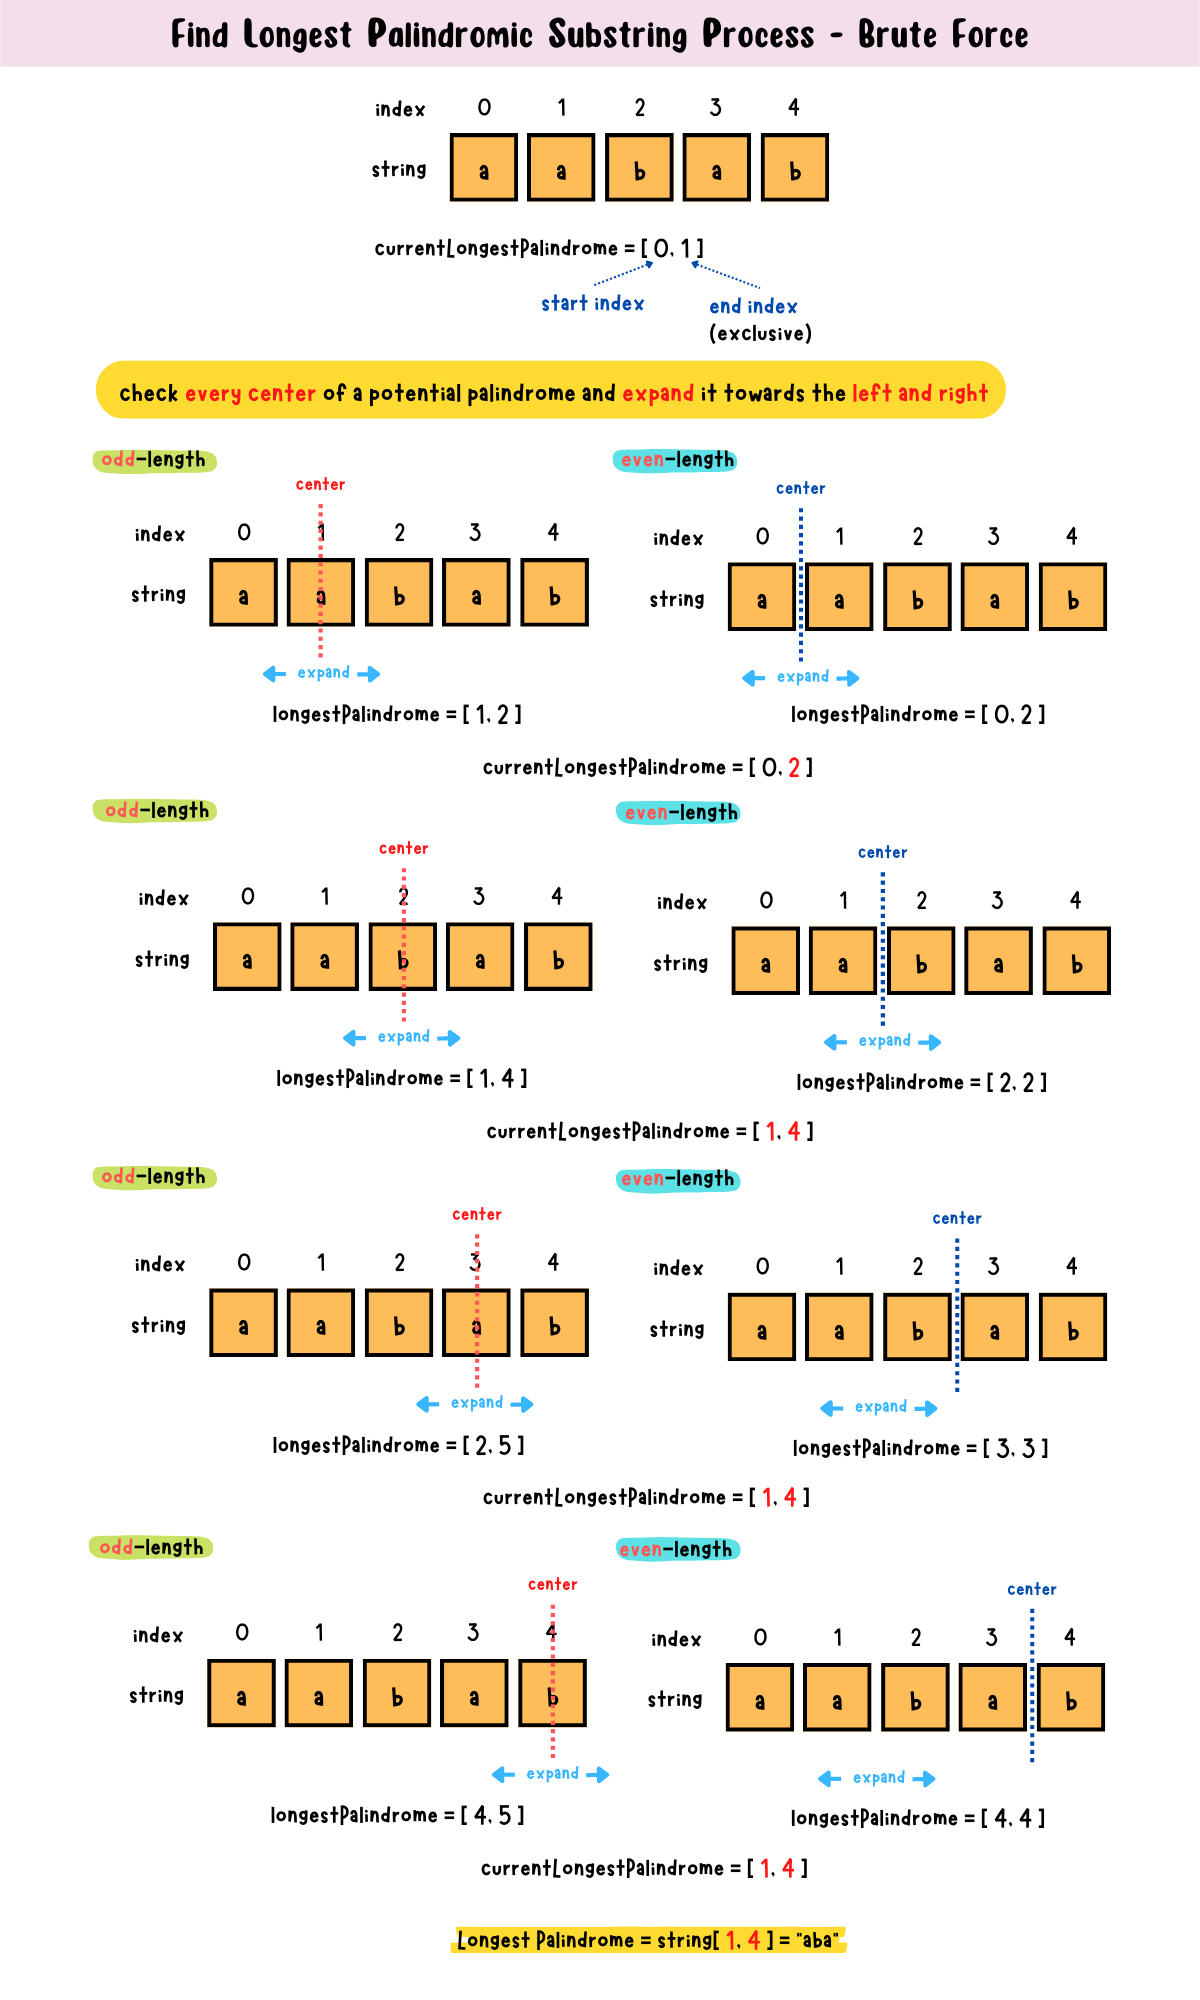 Find Longest Palindromic Substring Process - Brute Force
index 0 1 2 3 4
string a a b a b
currentLongestPalindrome = [ 0, 1 ]
start index
end index
(exclusive)
check every center of a potential palindrome and expand it towards the left and right
odd-length
center
index 0 1 2 3 4
string a a b a b
expand
longestPalindrome = [ 1, 2 ]
even-length
center
index 0 1 2 3 4
string a a b a b
expand
longestPalindrome = [ 0, 2 ]
currentLongestPalindrome = [ 0, 2 ]
odd-length
center
index 0 1 2 3 4
string a a b a b
expand
longestPalindrome = [ 1, 4 ]
even-length
center
index 0 1 2 3 4
string a a b a b
expand
longestPalindrome = [ 2, 2 ]
currentLongestPalindrome = [ 1, 4 ]
odd-length
center
index 0 1 2 3 4
string a a b a b
expand
longestPalindrome = [ 2, 5 ]
even-length
center
index 0 1 2 3 4
string a a b a b
expand
longestPalindrome = [ 3, 3 ]
currentLongestPalindrome = [ 1, 4 ]
odd-length
center
index 0 1 2 3 4
string a a b a b
expand
longestPalindrome = [ 4, 5 ]
even-length
center
index 0 1 2 3 4
string a a b a b
expand
longestPalindrome = [ 4, 4 ]
currentLongestPalindrome = [ 1, 4 ]
Longest Palindrome = string[ 1, 4 ] = "aba"